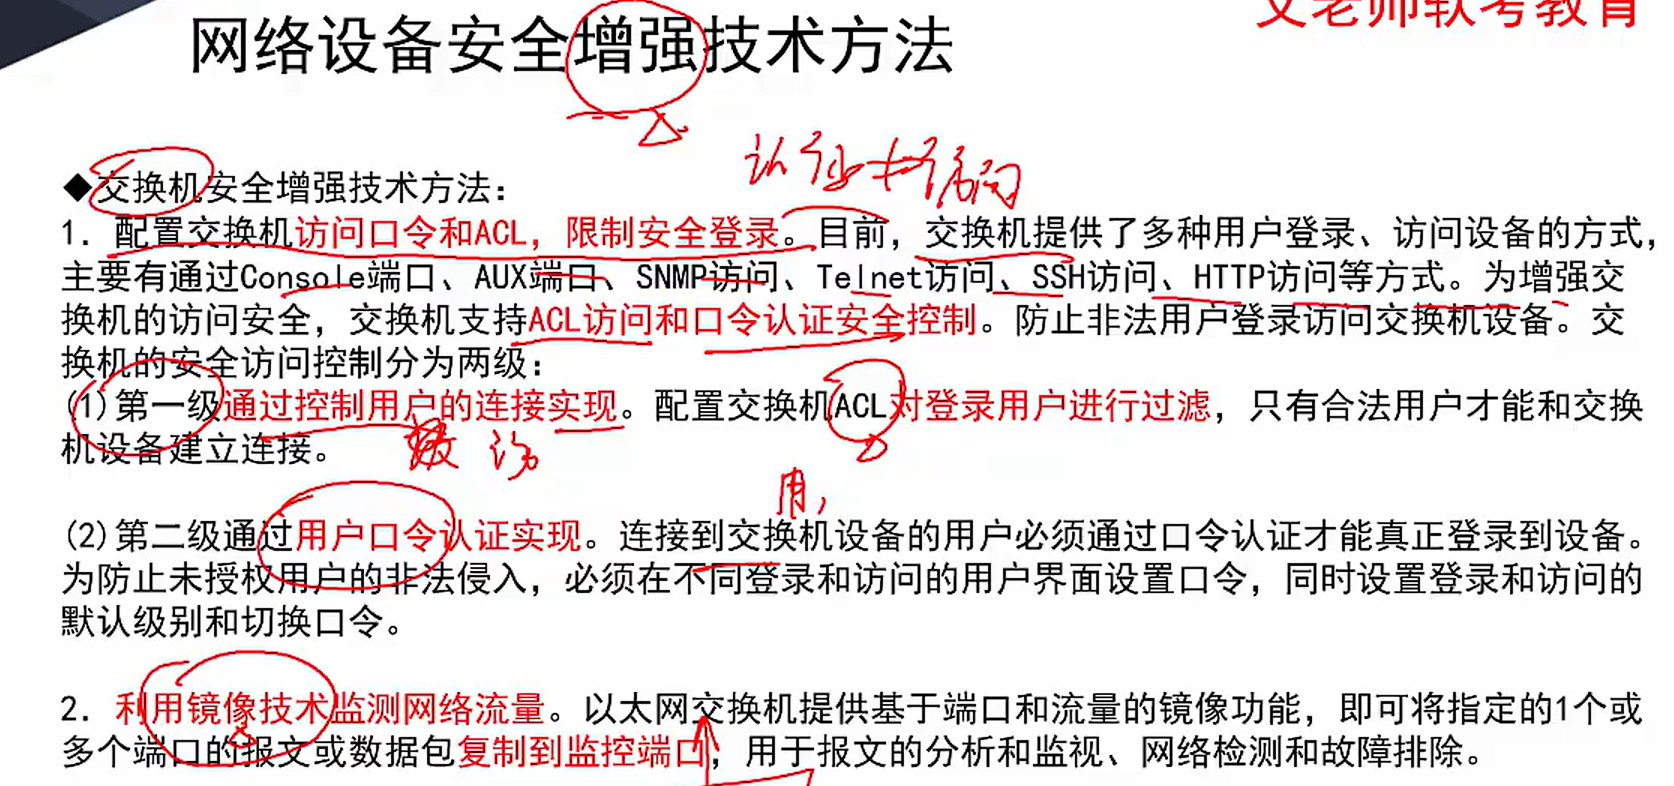 文老师软考教育
网络设备安全增强技术方法
◆交换机安全增强技术方法：
1. 配置交换机访问口令和ACL，限制安全登录。目前，交换机提供了多种用户登录、访问设备的方式，
主要有通过Console端口、AUX端口、SNMP访问、Telnet访问、SSH访问、HTTP访问等方式。为增强交
换机的访问安全，交换机支持ACL访问和口令认证安全控制。防止非法用户登录访问交换机设备。交
换机的安全访问控制分为两级：
(1)第一级通过控制用户的连接实现。配置交换机ACL对登录用户进行过滤，只有合法用户才能和交换
机设备建立连接。
(2)第二级通过用户口令认证实现。连接到交换机设备的用户必须通过口令认证才能真正登录到设备。
为防止未授权用户的非法侵入，必须在不同登录和访问的用户界面设置口令，同时设置登录和访问的
默认级别和切换口令。
2. 利用镜像技术监测网络流量。以太网交换机提供基于端口和流量的镜像功能，即可将指定的1个或
多个端口的报文或数据包复制到监控端口，用于报文的分析和监视、网络检测和故障排除。